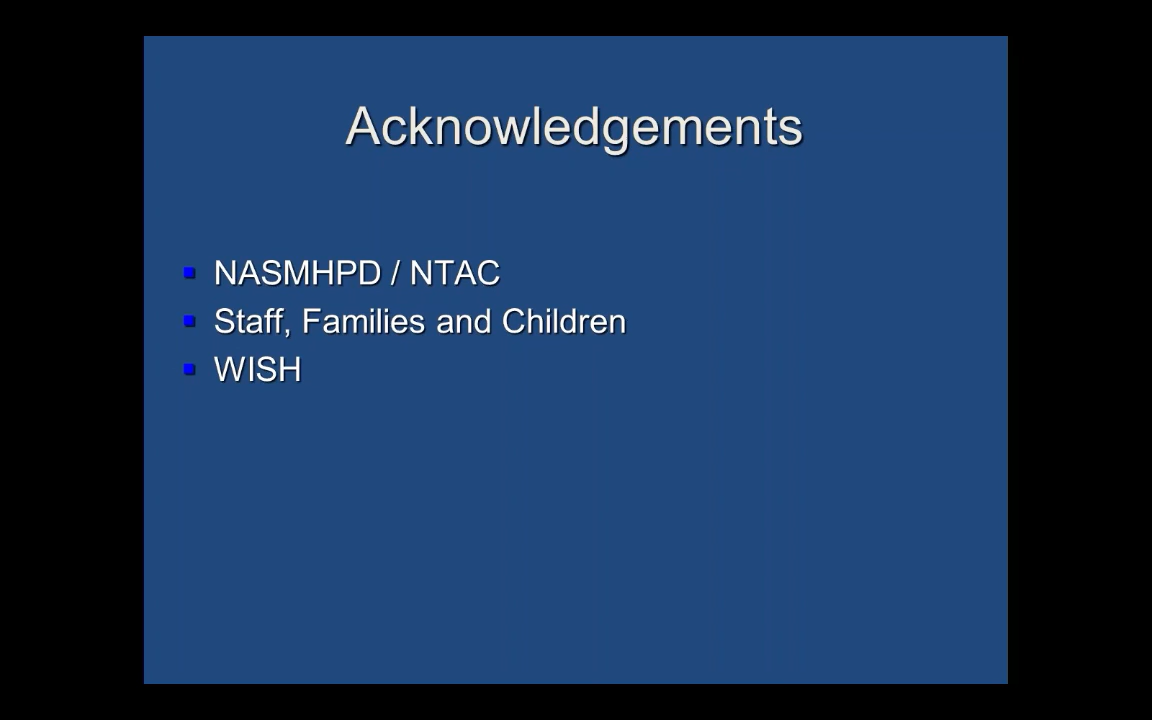 Acknowledgements
NASMHPD / NTAC
Staff, Families and Children
WISH